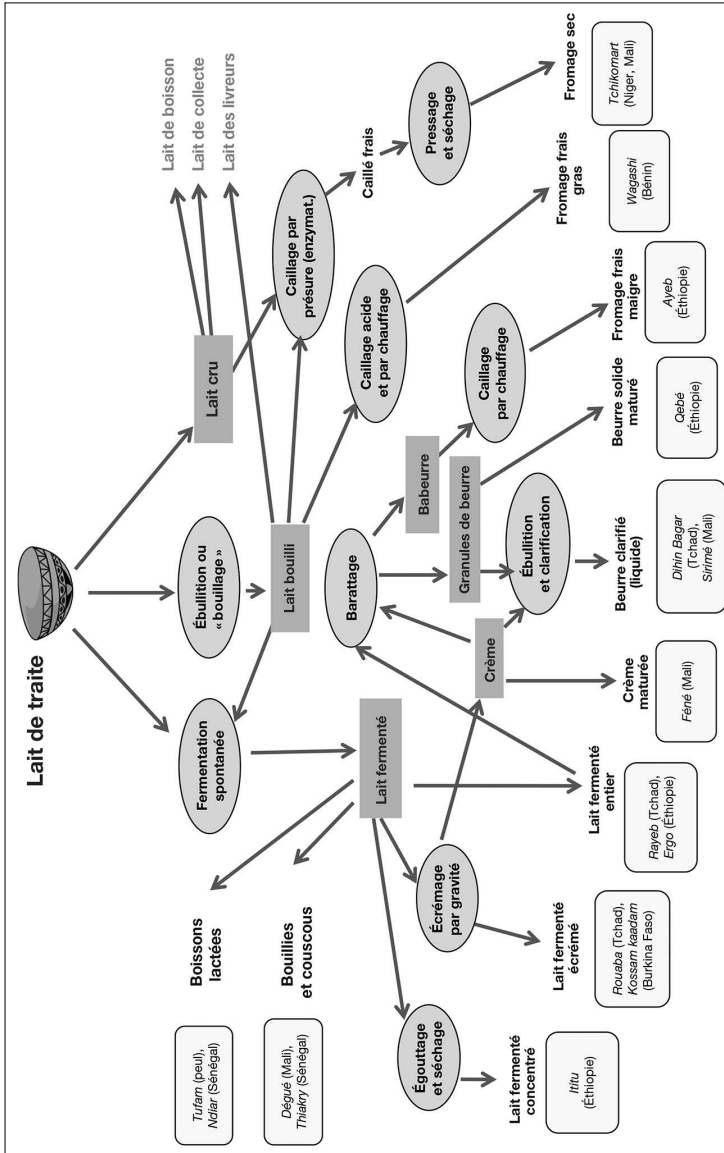 Lait de traite
Lait de boisson
Lait de collecte
Lait des livreurs
Lait cru
Ébullition ou
« bouillage »
Fermentation
spontanée
Lait bouilli
Caillage par
présure (enzymat.)
Caillé frais
Pressage
et séchage
Caillage acide
et par chauffage
Boissons
lactées
Tufam (peul),
Ndiar (Sénégal)
Bouillies
et couscous
Dégué (Mali),
Thiakry (Sénégal)
Lait fermenté
Barattage
Babeurre
Granules de beurre
Caillage
par chauffage
Égouttage
et séchage
Écrémage
par gravité
Crème
Ébullition
et clarification
Lait fermenté
concentré
Ititu
(Éthiopie)
Lait fermenté
écrémé
Rouaba (Tchad),
Kossam kaadam
(Burkina Faso)
Lait fermenté
entier
Rayeb (Tchad),
Ergo (Éthiopie)
Crème
maturée
Féné (Mali)
Beurre clarifié
(liquide)
Dihin Bagar
(Tchad),
Sirimé (Mali)
Beurre solide
maturé
Qebé
(Éthiopie)
Fromage frais
maigre
Ayeb
(Éthiopie)
Fromage frais
gras
Wagashi
(Bénin)
Fromage sec
Tchikomart
(Niger, Mali)